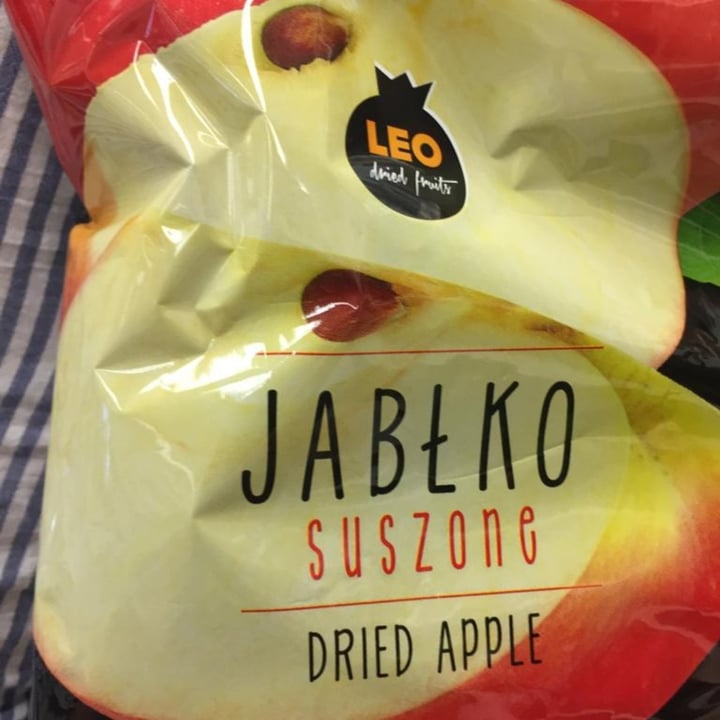 LEO
dried fruits
JABŁKO
suszone
DRIED APPLE